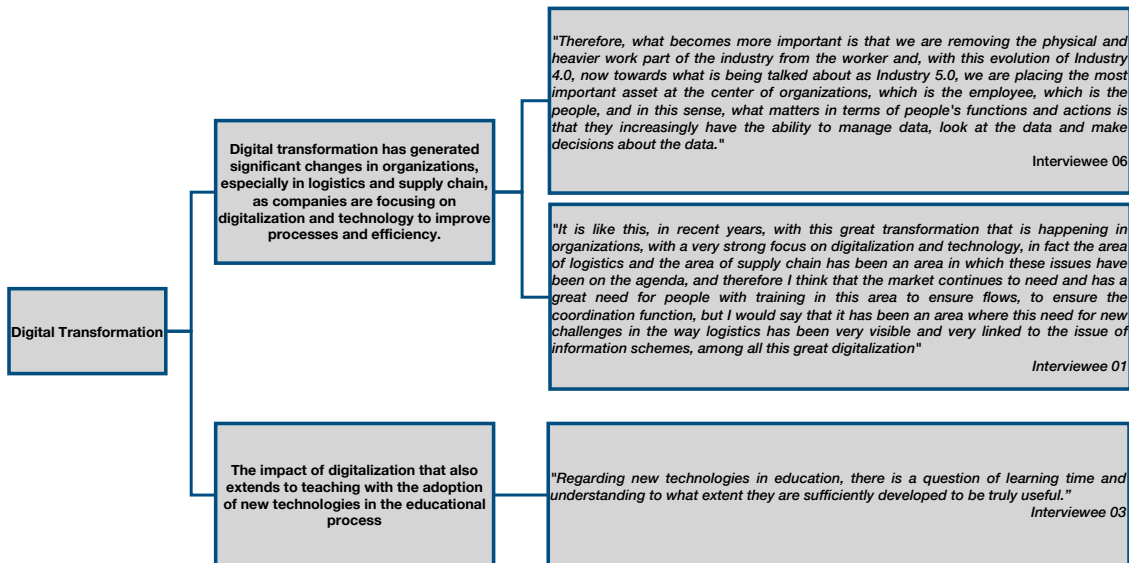 Digital Transformation
Digital transformation has generated
significant changes in organizations,
especially in logistics and supply chain,
as companies are focusing on
digitalization and technology to improve
processes and efficiency.
"Therefore, what becomes more important is that we are removing the physical and
heavier work part of the industry from the worker and, with this evolution of Industry
4.0, now towards what is being talked about as Industry 5.0, we are placing the most
important asset at the center of organizations, which is the employee, which is the
people, and in this sense, what matters in terms of people's functions and actions is
that they increasingly have the ability to manage data, look at the data and make
decisions about the data."
Interviewee 06
"It is like this, in recent years, with this great transformation that is happening in
organizations, with a very strong focus on digitalization and technology, in fact the area
of logistics and the area of supply chain has been an area in which these issues have
been on the agenda, and therefore I think that the market continues to need and has a
great need for people with training in this area to ensure flows, to ensure the
coordination function, but I would say that it has been an area where this need for new
challenges in the way logistics has been very visible and very linked to the issue of
information schemes, among all this great digitalization"
Interviewee 01
The impact of digitalization that also
extends to teaching with the adoption
of new technologies in the educational
process
"Regarding new technologies in education, there is a question of learning time and
understanding to what extent they are sufficiently developed to be truly useful.”
Interviewee 03